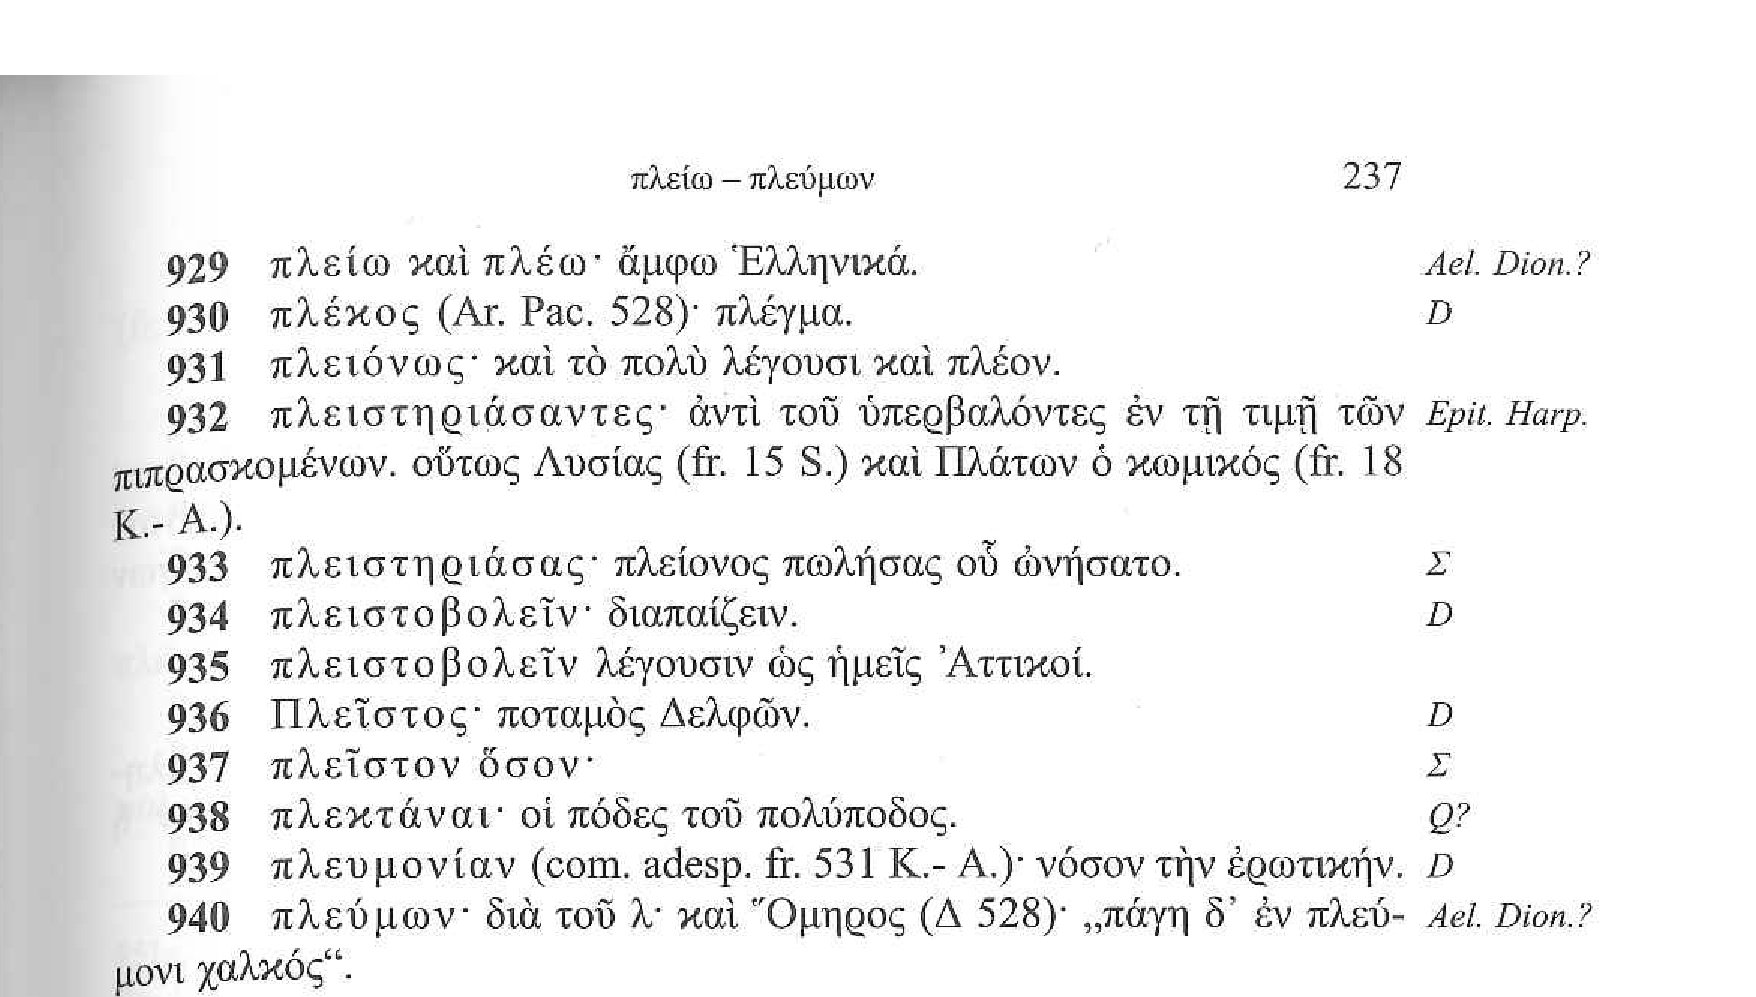 πλείω – πλεύμων 237
929 πλείω καὶ πλέω· ἄμφω Ἑλληνικά. Ael. Dion.?
930 πλέκος (Ar. Pac. 528)· πλέγμα. D
931 πλειόνως· καὶ τὸ πολὺ λέγουσι καὶ πλέον.
932 πλειστηριάσαντες· ἀντὶ τοῦ ὑπερβαλόντες ἐν τῇ τιμῇ τῶν Epit. Harp.
πιπρασκομένων. οὕτως Λυσίας (fr. 15 S.) καὶ Πλάτων ὁ κωμικός (fr. 18
K.- A.).
933 πλειστηριάσας· πλείονος πωλήσας οὗ ὠνήσατο. Σ
934 πλειστοβολεῖν· διαπαίζειν. D
935 πλειστοβολεῖν λέγουσιν ὡς ἡμεῖς Ἀττικοί.
936 Πλεῖστος· ποταμὸς Δελφῶν. D
937 πλεῖστον ὅσον· Σ
938 πλεκτάναι· οἱ πόδες τοῦ πολύποδος. Q?
939 πλευμονίαν (com. adesp. fr. 531 K.- A.)· νόσον τὴν ἐρωτικήν. D
940 πλεύμων· διὰ τοῦ λ· καὶ Ὅμηρος (Δ 528)· „πάγη δ’ ἐν πλεύ- Ael. Dion.?
μονι χαλκός“.